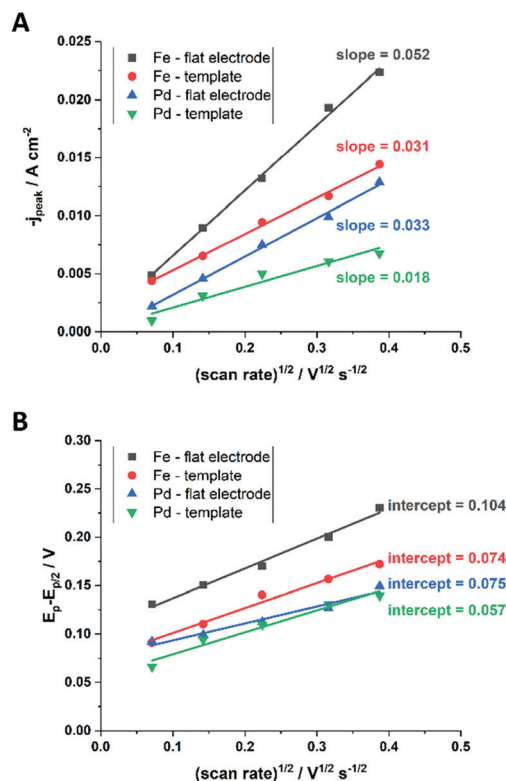 A
0.025
0.020
0.015
0.010
0.005
0.000
-j_peak / A cm⁻²
Fe - flat electrode
Fe - template
Pd - flat electrode
Pd - template
slope = 0.052
slope = 0.031
slope = 0.033
slope = 0.018
0.0 0.1 0.2 0.3 0.4 0.5
(scan rate)¹/² / V¹/² s⁻¹/²
B
0.30
0.25
0.20
0.15
0.10
0.05
0.00
E_p-E_p/2 / V
Fe - flat electrode
Fe - template
Pd - flat electrode
Pd - template
intercept = 0.104
intercept = 0.074
intercept = 0.075
intercept = 0.057
0.0 0.1 0.2 0.3 0.4 0.5
(scan rate)¹/² / V¹/² s⁻¹/²